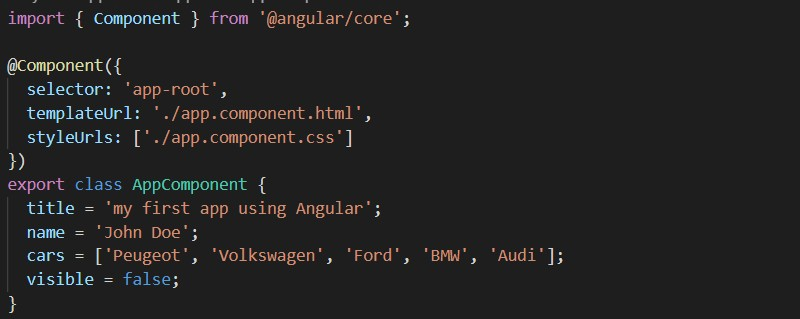 import { Component } from '@angular/core';
@Component({
  selector: 'app-root',
  templateUrl: './app.component.html',
  styleUrls: ['./app.component.css']
})
export class AppComponent {
  title = 'my first app using Angular';
  name = 'John Doe';
  cars = ['Peugeot', 'Volkswagen', 'Ford', 'BMW', 'Audi'];
  visible = false;
}